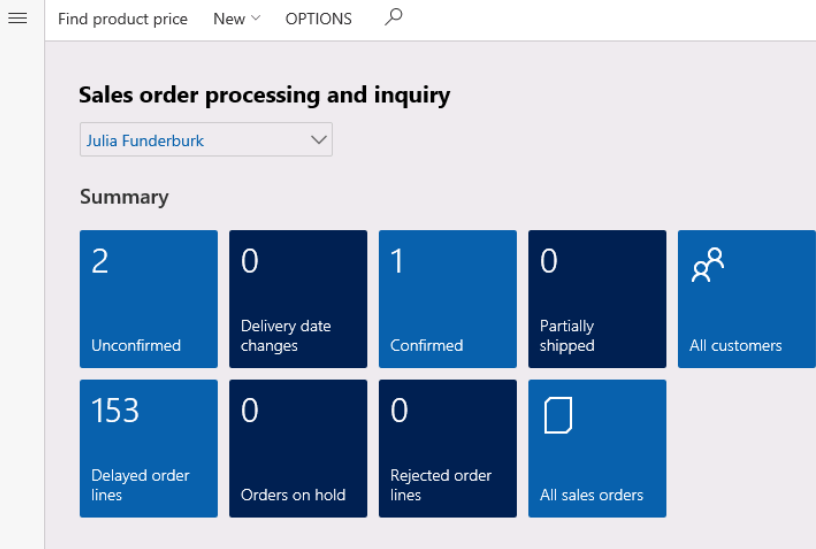 Find product price New OPTIONS
Sales order processing and inquiry
Julia Funderburk
Summary
2
Unconfirmed
0
Delivery date
changes
1
Confirmed
0
Partially
shipped
All customers
153
Delayed order
lines
0
Orders on hold
0
Rejected order
lines
All sales orders